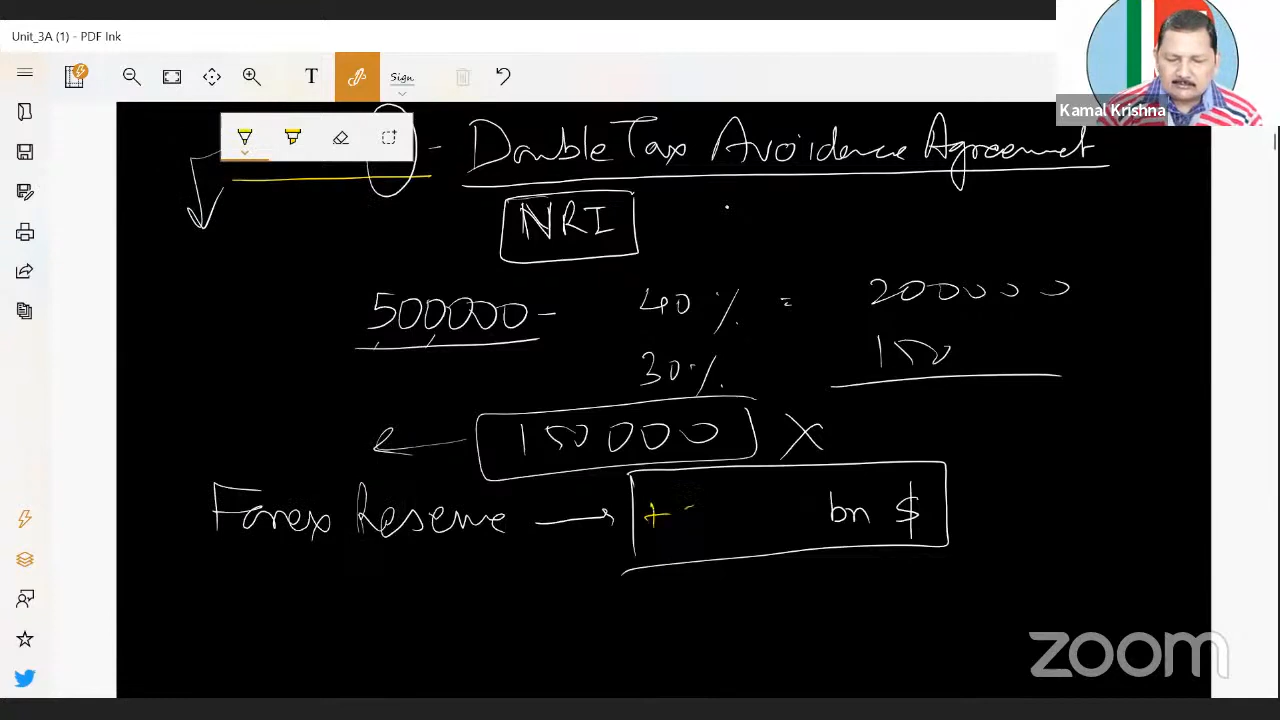 Unit_3A (1) - PDF Ink
Kamal Krishna
T Sign
- Double Tax Avoidence Agreement
NRI
500000 - 40 % = 200000
30 % 150
150000 X
Forex Reserve → + bn $
zoom